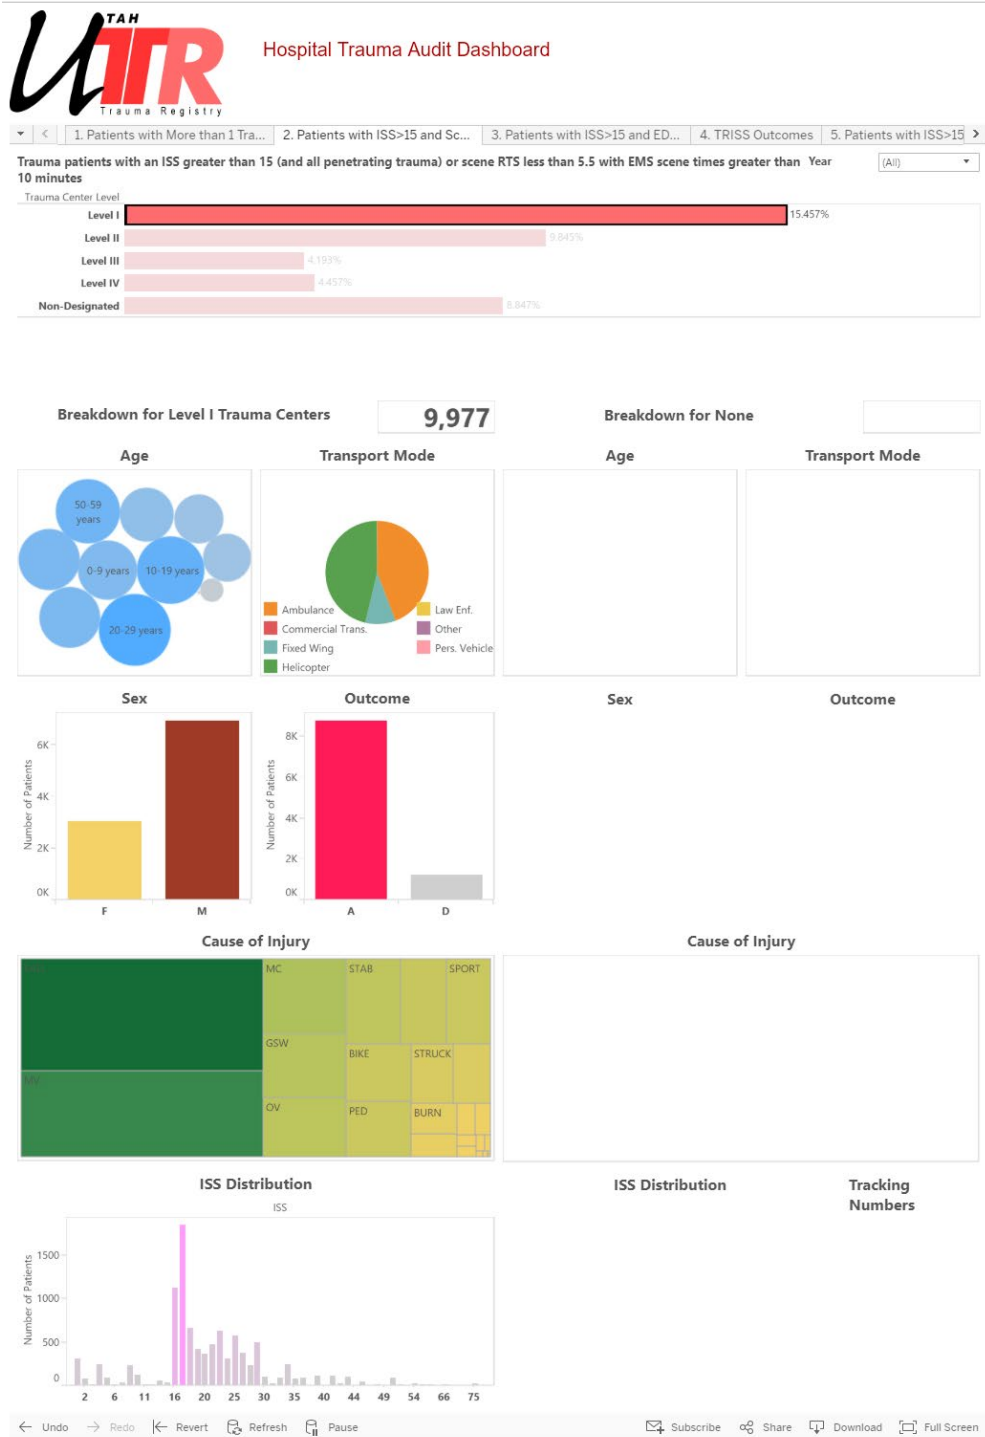 UTAH
TTR
Trauma Registry
Hospital Trauma Audit Dashboard
1. Patients with More than 1 Tra...
2. Patients with ISS>15 and Sc...
3. Patients with ISS>15 and ED...
4. TRISS Outcomes
5. Patients with ISS>15
Trauma patients with an ISS greater than 15 (and all penetrating trauma) or scene RTS less than 5.5 with EMS scene times greater than
10 minutes
Year
(All)
Trauma Center Level
Level I
15.457%
Level II
9.845%
Level III
4.193%
Level IV
4.457%
Non-Designated
8.847%
Breakdown for Level I Trauma Centers
9,977
Breakdown for None
Age
Transport Mode
Age
Transport Mode
50-59
years
0-9 years
10-19 years
20-29 years
Ambulance
Law Enf.
Commercial Trans.
Other
Fixed Wing
Pers. Vehicle
Helicopter
Sex
Outcome
Sex
Outcome
Number of Patients
6K
4K
2K
0K
F
M
Number of Patients
8K
6K
4K
2K
0K
A
D
Cause of Injury
Cause of Injury
MC
STAB
SPORT
GSW
BIKE
STRUCK
MV
OV
PED
BURN
ISS Distribution
ISS Distribution
Tracking
Numbers
ISS
Number of Patients
1500
1000
500
0
2 6 11 16 20 25 30 35 40 44 49 54 66 75
Undo
Redo
Revert
Refresh
Pause
Subscribe
Share
Download
Full Screen